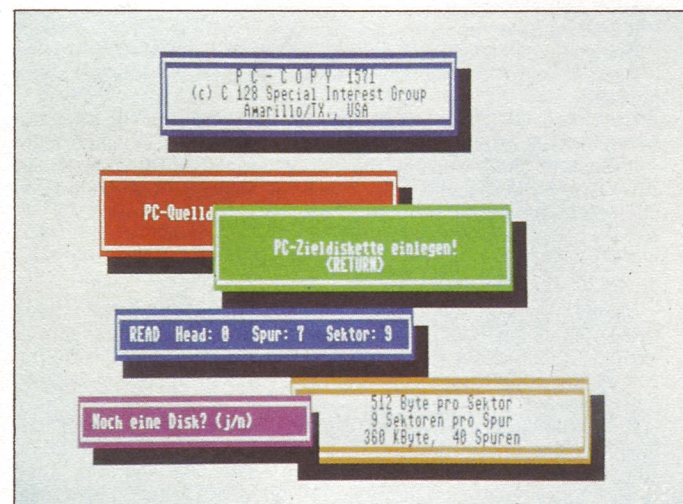 P C - C O P Y 1571
(c) C 128 Special Interest Group
Amarillo/TX., USA
PC-Quelld
PC-Zieldiskette einlegen!
<RETURN>
READ Head: 0 Spur: 7 Sektor: 9
Noch eine Disk? (j/n)
512 Byte pro Sektor
9 Sektoren pro Spur
360 KByte, 40 Spuren